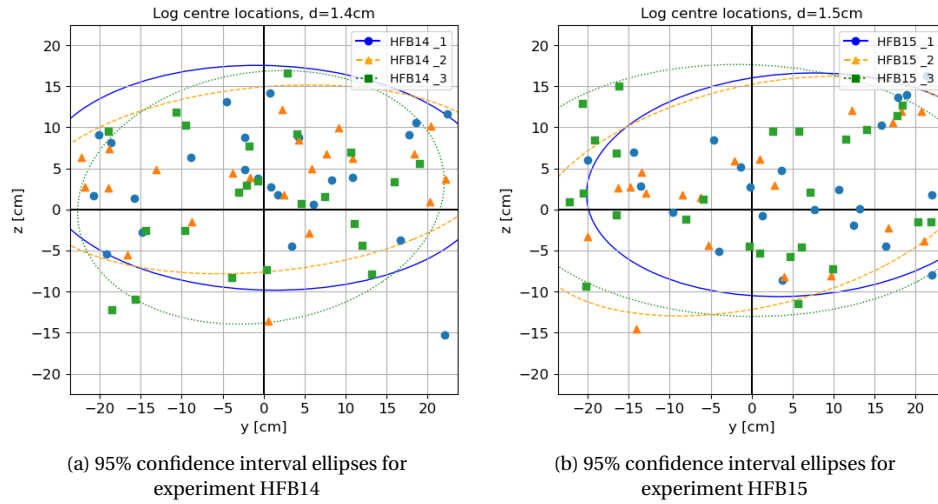 Log centre locations, d=1.4cm
HFB14 _1
HFB14 _2
HFB14 _3
20
15
10
5
0
−5
−10
−15
−20
z [cm]
−20 −15 −10 −5 0 5 10 15 20
y [cm]
(a) 95% confidence interval ellipses for
experiment HFB14
Log centre locations, d=1.5cm
HFB15 _1
HFB15 _2
HFB15 _3
20
15
10
5
0
−5
−10
−15
−20
z [cm]
−20 −15 −10 −5 0 5 10 15 20
y [cm]
(b) 95% confidence interval ellipses for
experiment HFB15